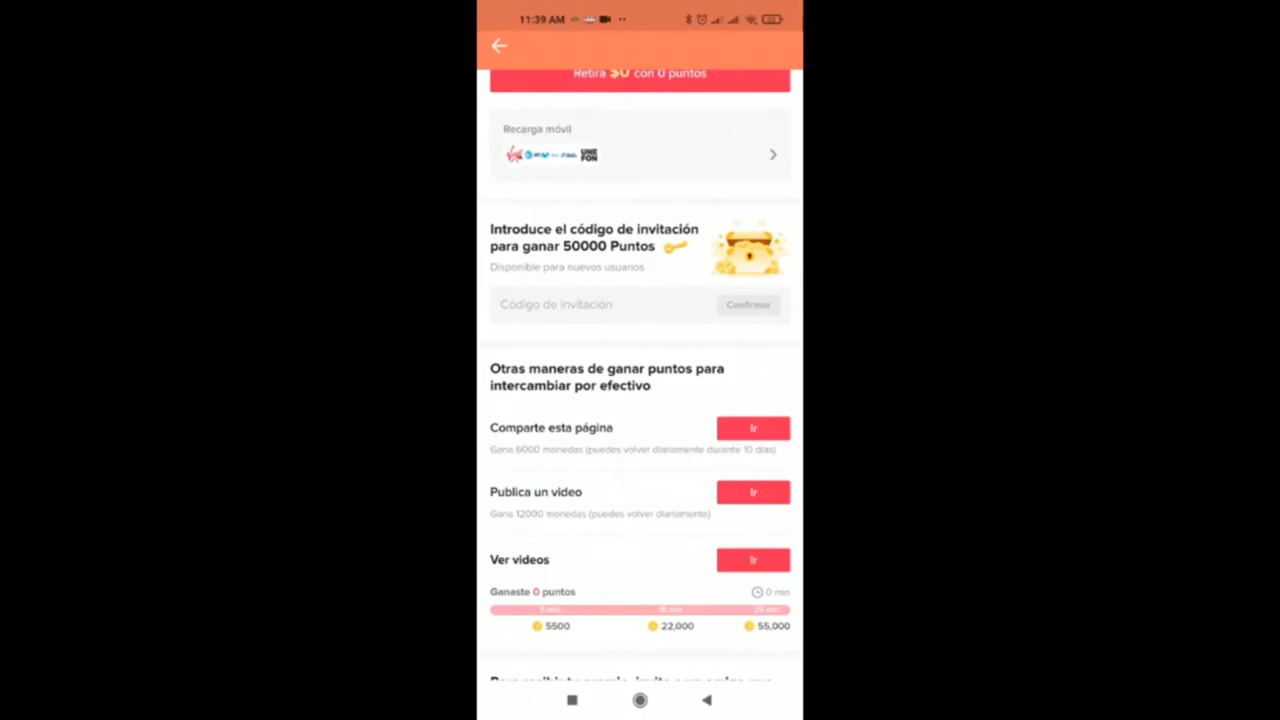 11:39 AM
Retira $0 con 0 puntos
Recarga móvil
UNE
FON
Introduce el código de invitación
para ganar 50000 Puntos
Disponible para nuevos usuarios
Código de invitación
Confirmar
Otras maneras de ganar puntos para
intercambiar por efectivo
Comparte esta página
Ir
Gana 6000 monedas (puedes volver diariamente durante 10 días)
Publica un video
Ir
Gana 12000 monedas (puedes volver diariamente)
Ver videos
Ir
Ganaste 0 puntos
0 min
5500
22,000
55,000